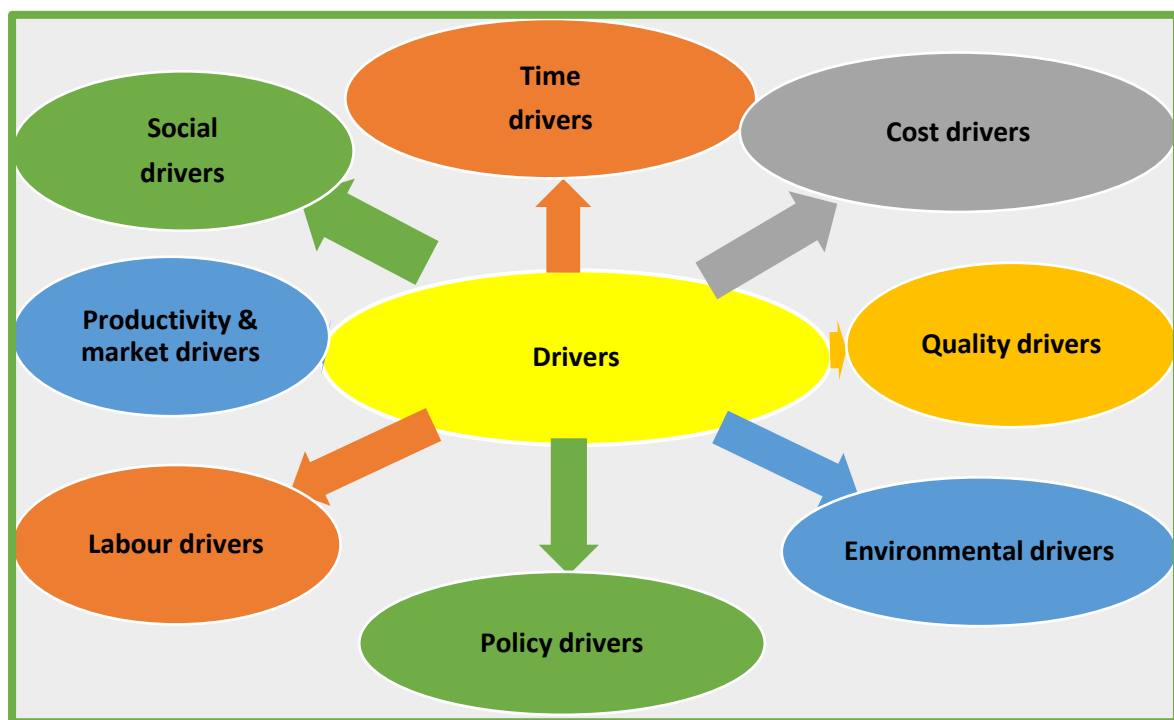 Time
drivers
Social
drivers
Cost drivers
Productivity &
market drivers
Drivers
Quality drivers
Labour drivers
Environmental drivers
Policy drivers